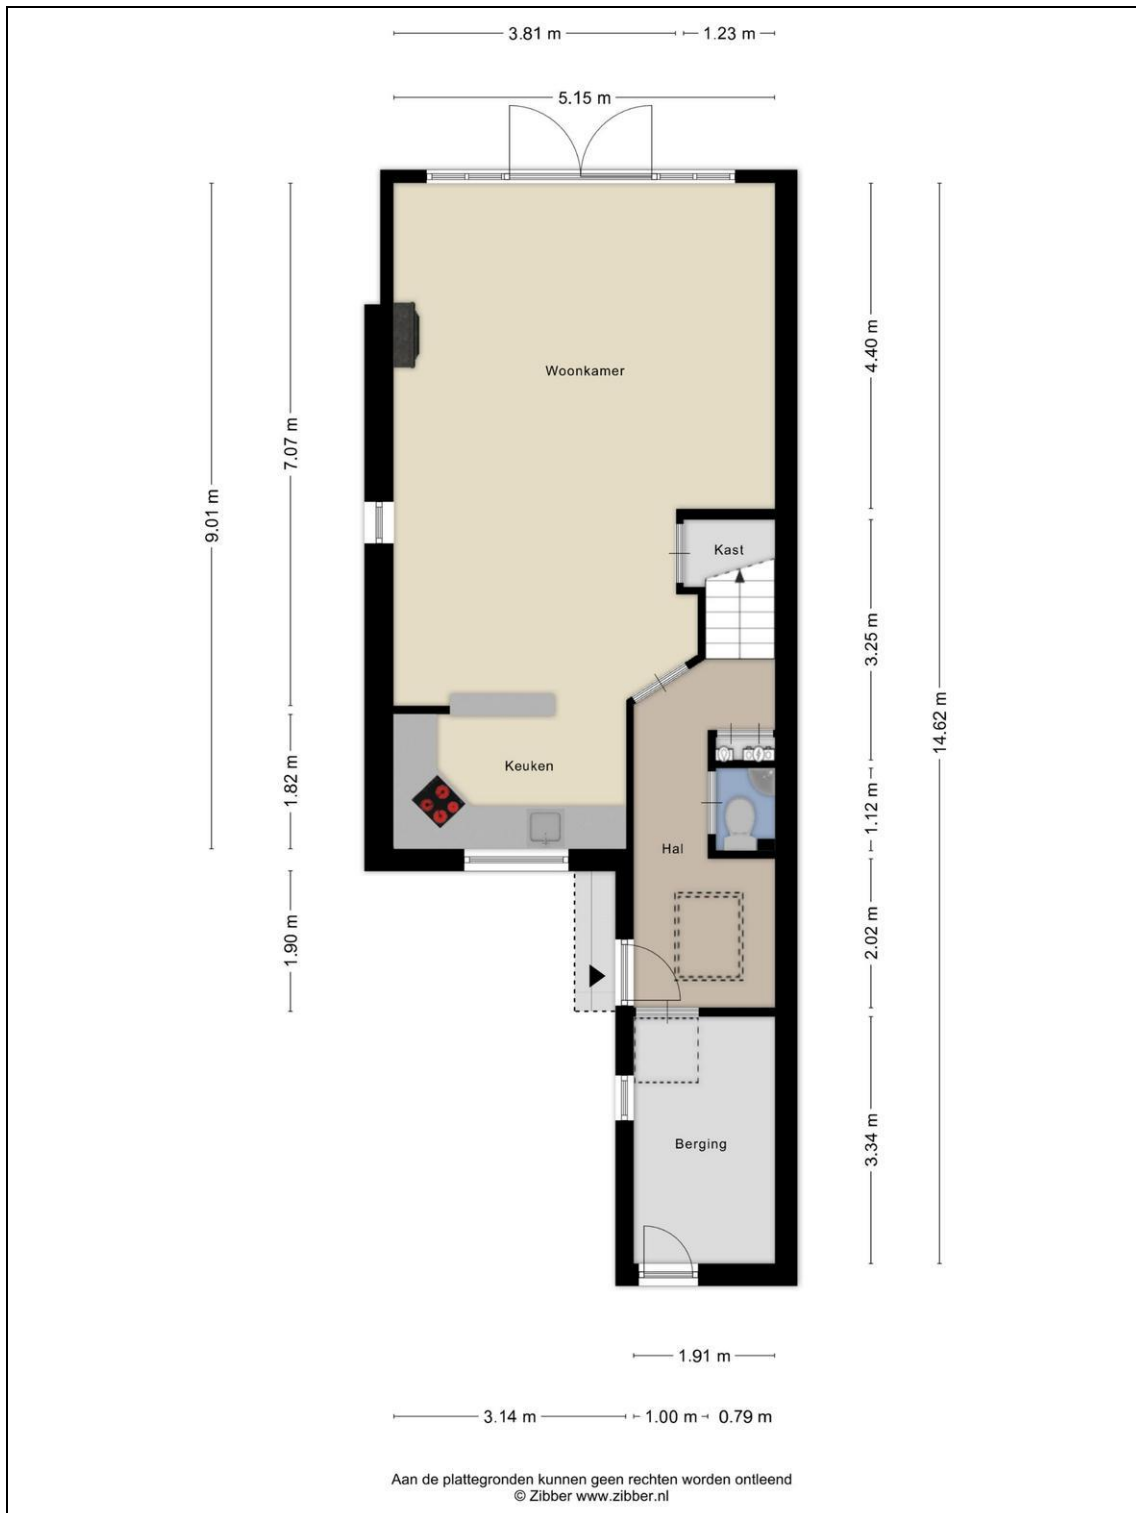 3.81 m
1.23 m
5.15 m
9.01 m
7.07 m
1.82 m
1.90 m
Woonkamer
Kast
Keuken
Hal
Berging
4.40 m
3.25 m
1.12 m
2.02 m
3.34 m
14.62 m
1.91 m
3.14 m
1.00 m
0.79 m
Aan de plattegronden kunnen geen rechten worden ontleend
© Zibber www.zibber.nl